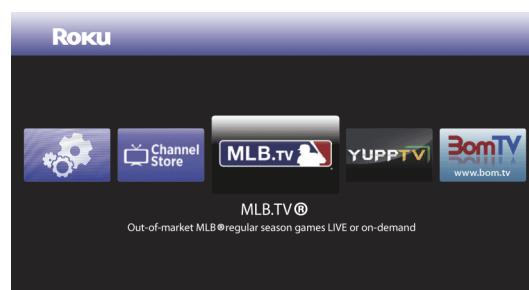 Roku
Channel
Store
MLB.TV
YUPPTV
BomTV
www.bom.tv
MLB.TV®
Out-of-market MLB®regular season games LIVE or on-demand